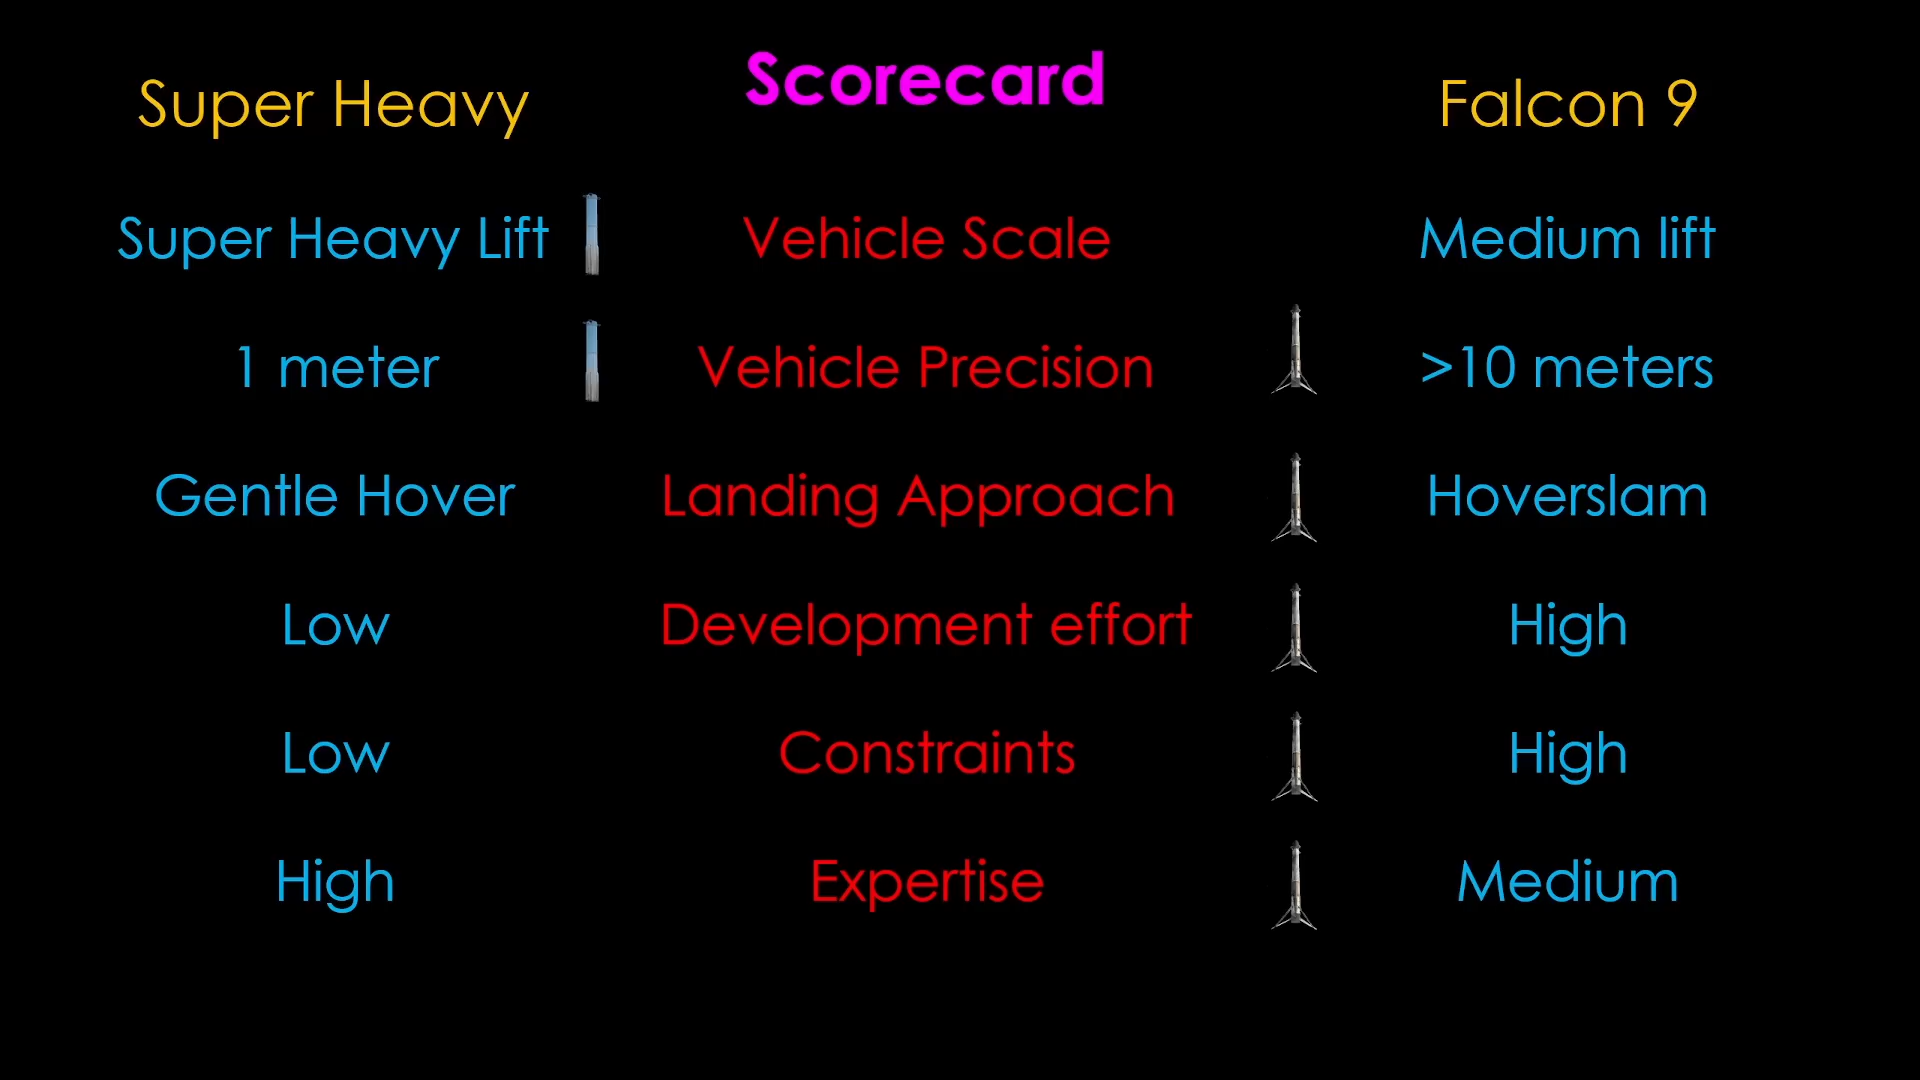 Scorecard
Super Heavy Falcon 9
Super Heavy Lift Vehicle Scale Medium lift
1 meter Vehicle Precision >10 meters
Gentle Hover Landing Approach Hoverslam
Low Development effort High
Low Constraints High
High Expertise Medium